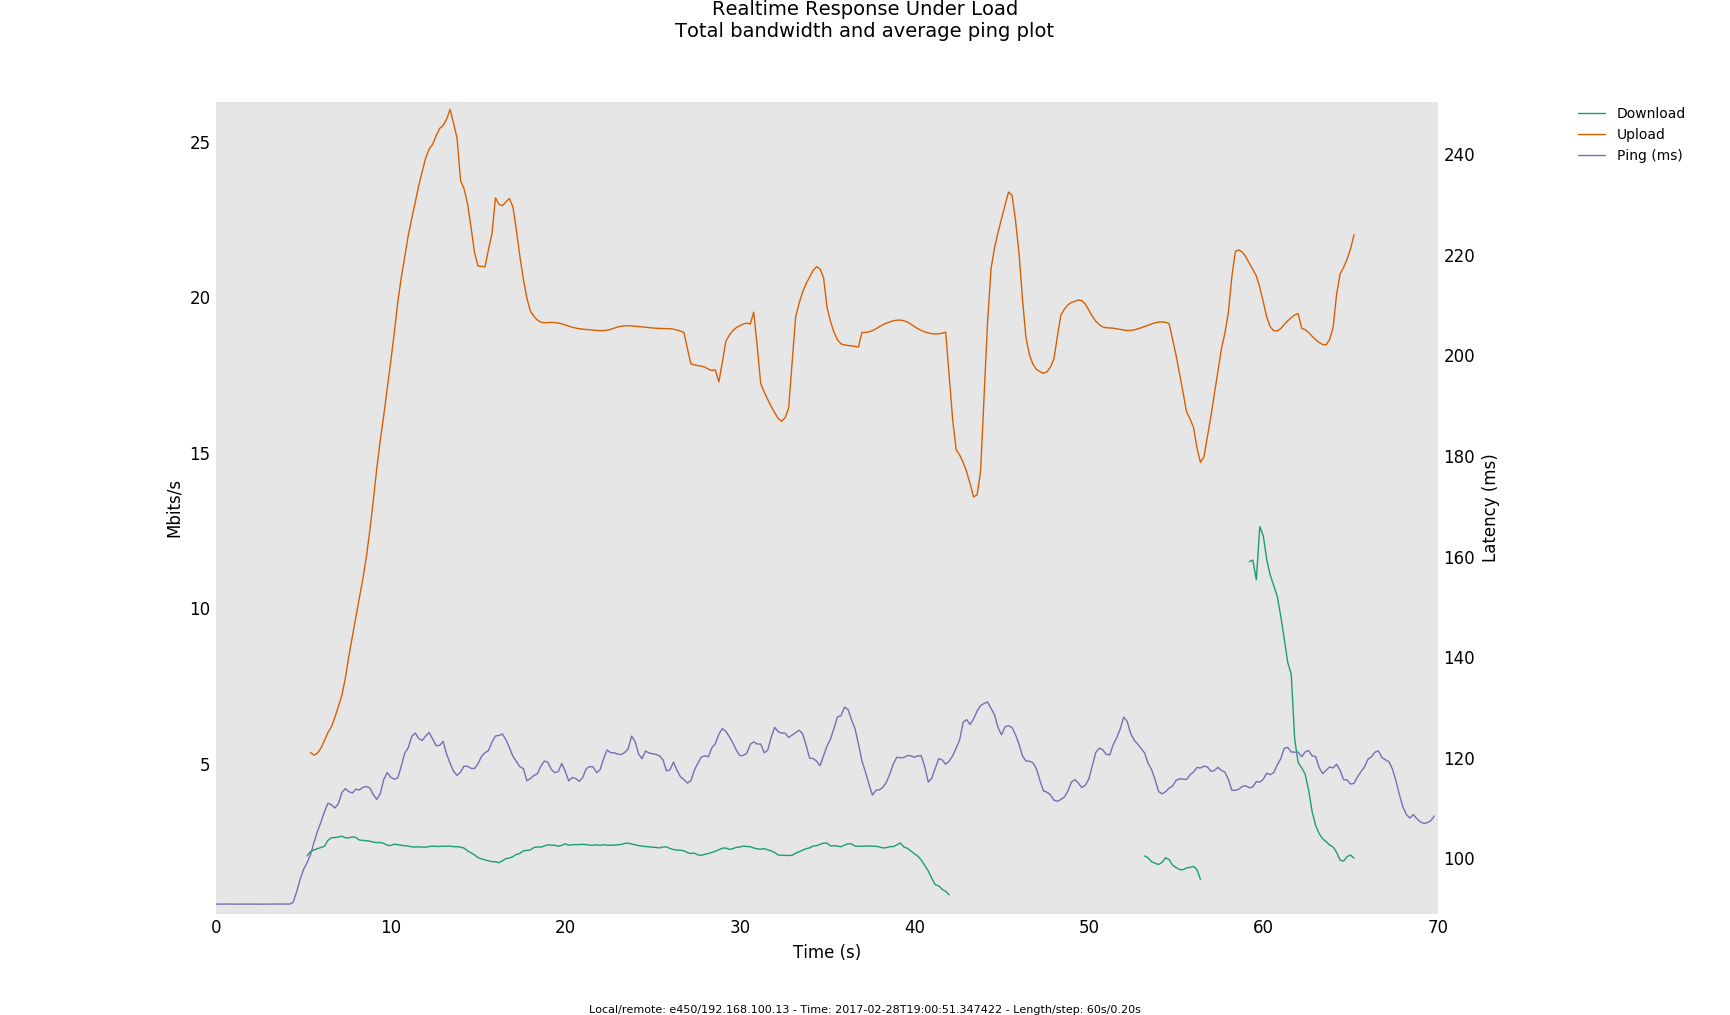 Realtime Response Under Load
Total bandwidth and average ping plot
Download
Upload
Ping (ms)
25
20
15
10
5
Mbits/s
240
220
200
180
160
140
120
100
Latency (ms)
0 10 20 30 40 50 60 70
Time (s)
Local/remote: e450/192.168.100.13 - Time: 2017-02-28T19:00:51.347422 - Length/step: 60s/0.20s